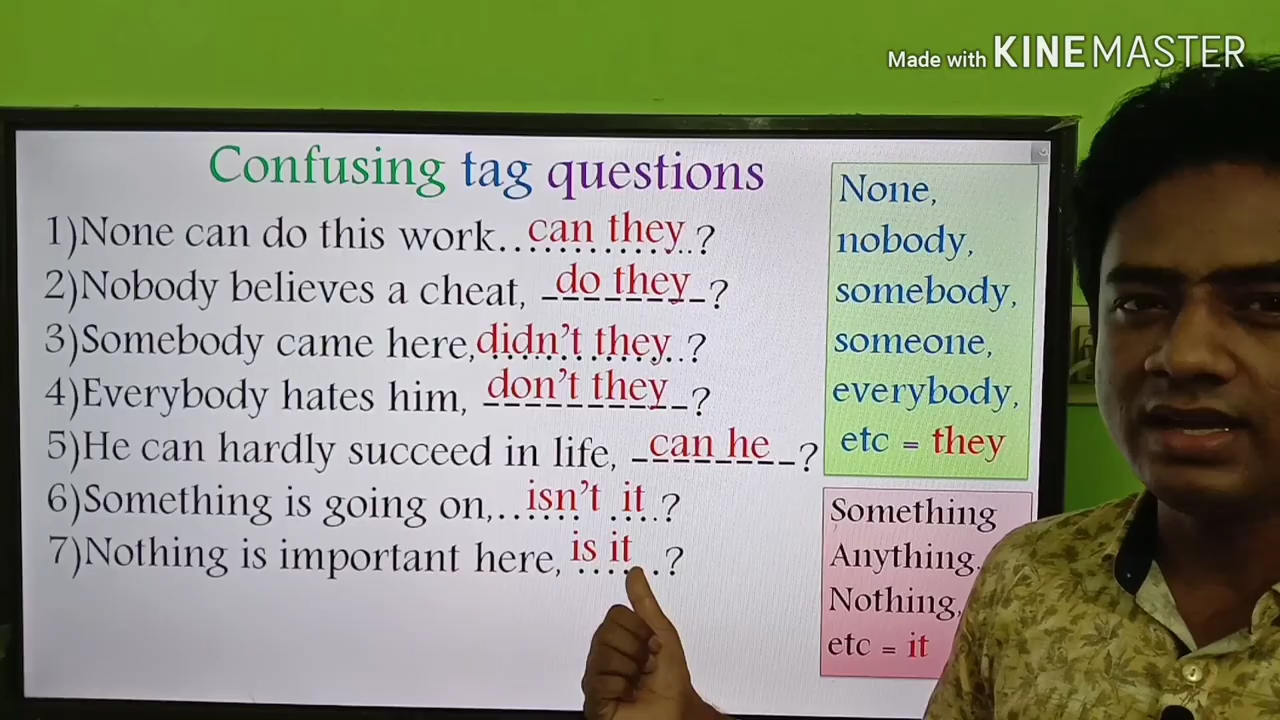 Made with KINEMASTER
Confusing tag questions
1)None can do this work...can they...?
2)Nobody believes a cheat, do they?
3)Somebody came here,didn't they..?
4)Everybody hates him, don't they?
5)He can hardly succeed in life, can he?
6)Something is going on,...isn't it.?
7)Nothing is important here, is it..?
None,
nobody,
somebody,
someone,
everybody,
etc = they
Something
Anything,
Nothing,
etc = it